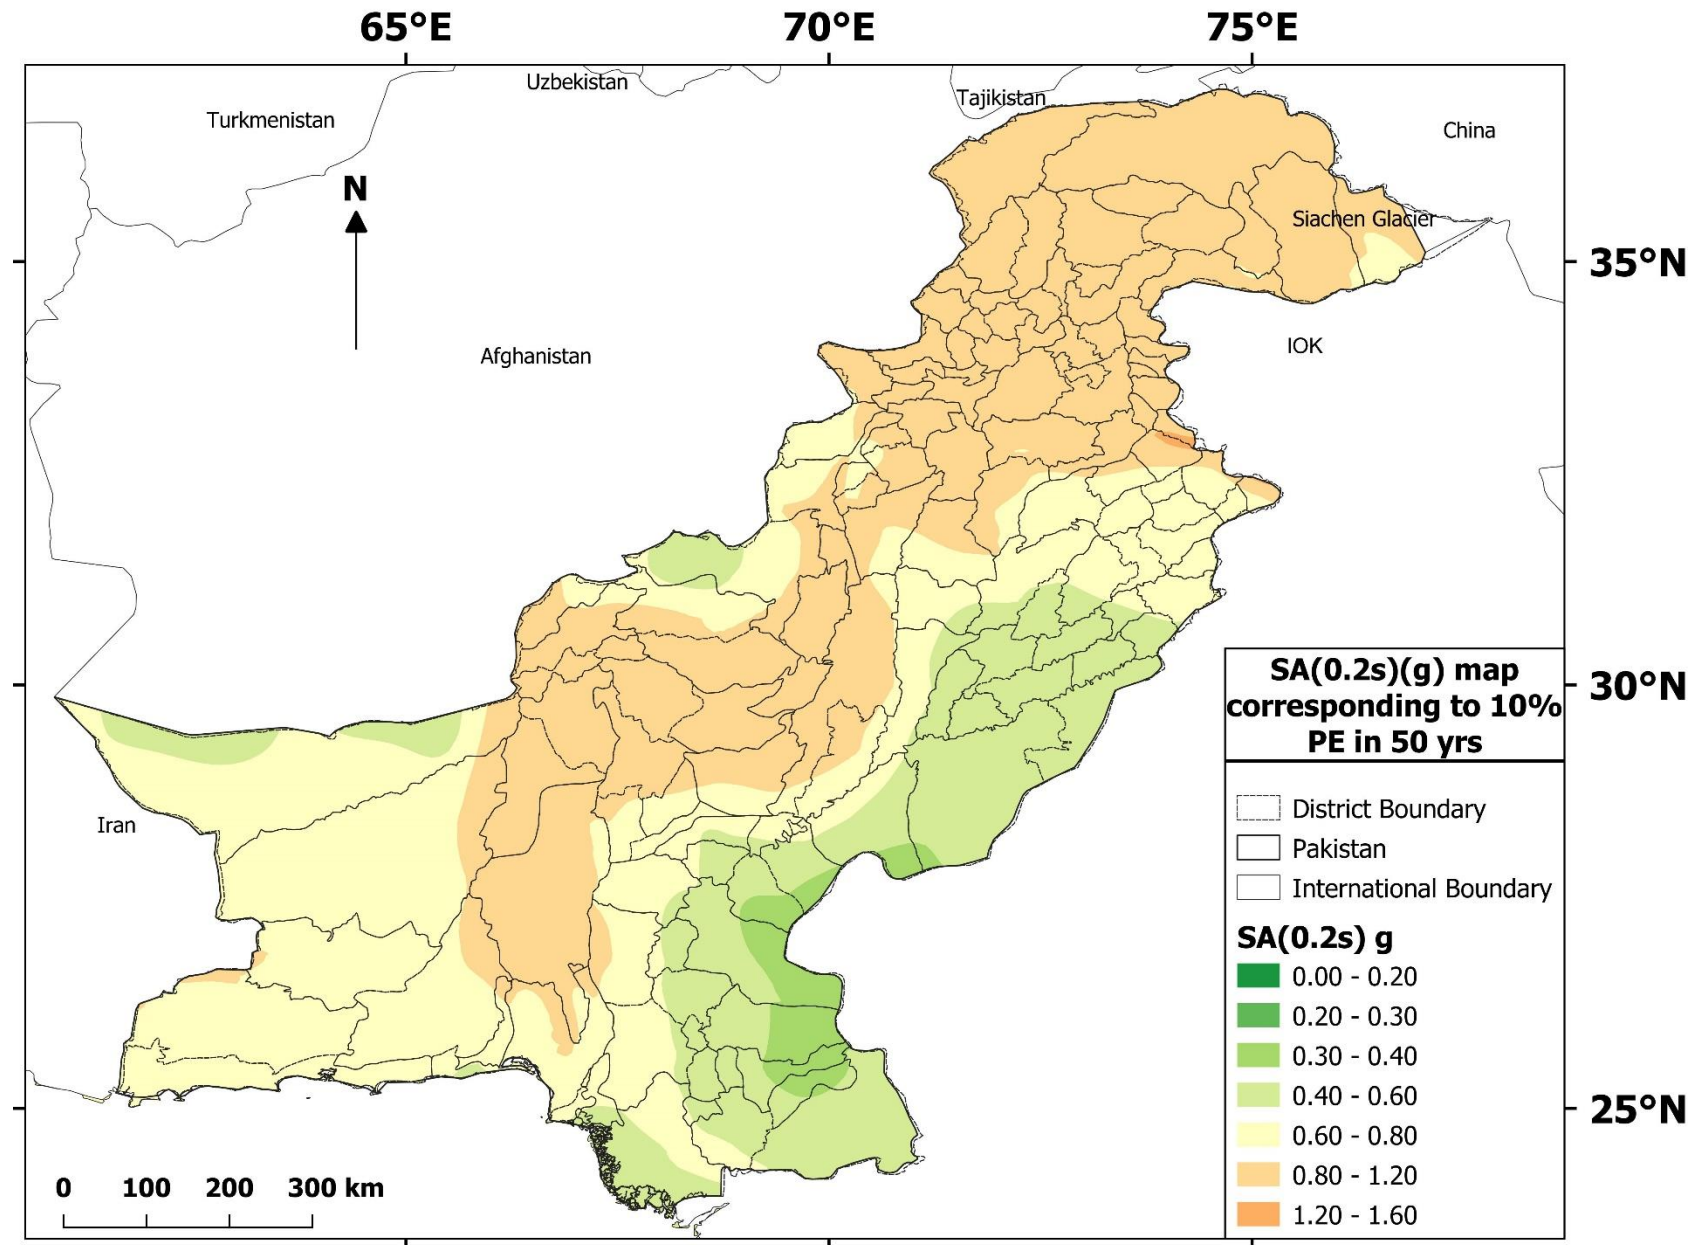 65°E 70°E 75°E
Uzbekistan
Tajikistan
Turkmenistan
China
N
Siachen Glacier
35°N
IOK
Afghanistan
30°N
SA(0.2s)(g) map
corresponding to 10%
PE in 50 yrs
District Boundary
Iran
Pakistan
International Boundary
SA(0.2s) g
0.00 - 0.20
0.20 - 0.30
0.30 - 0.40
0.40 - 0.60
25°N
0.60 - 0.80
0.80 - 1.20
0 100 200 300 km
1.20 - 1.60